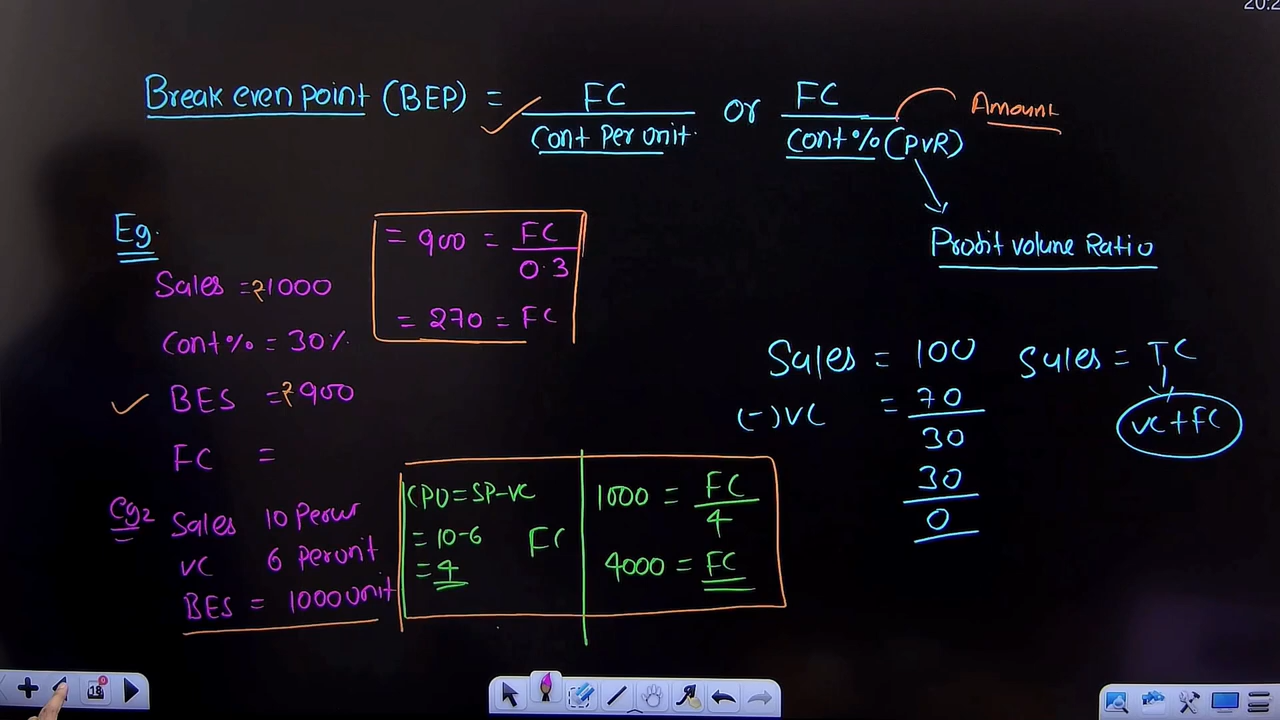 20:2
Break even point (BEP) = FC / Cont Per unit or FC / Cont % (PVR) Amount
Profit volume Ratio
Eg.
Sales = ₹1000
Cont% = 30%
BES = ₹900
FC =
= 900 = FC / 0.3
= 270 = FC
Sales = 100
(-) VC = 70
30
30
0
Sales = TC
VC + FC
Eg2
Sales 10 Per
VC 6 Per unit
BES = 1000 unit
CPU = SP-VC
= 10-6 FC
= 4
1000 = FC / 4
4000 = FC
18